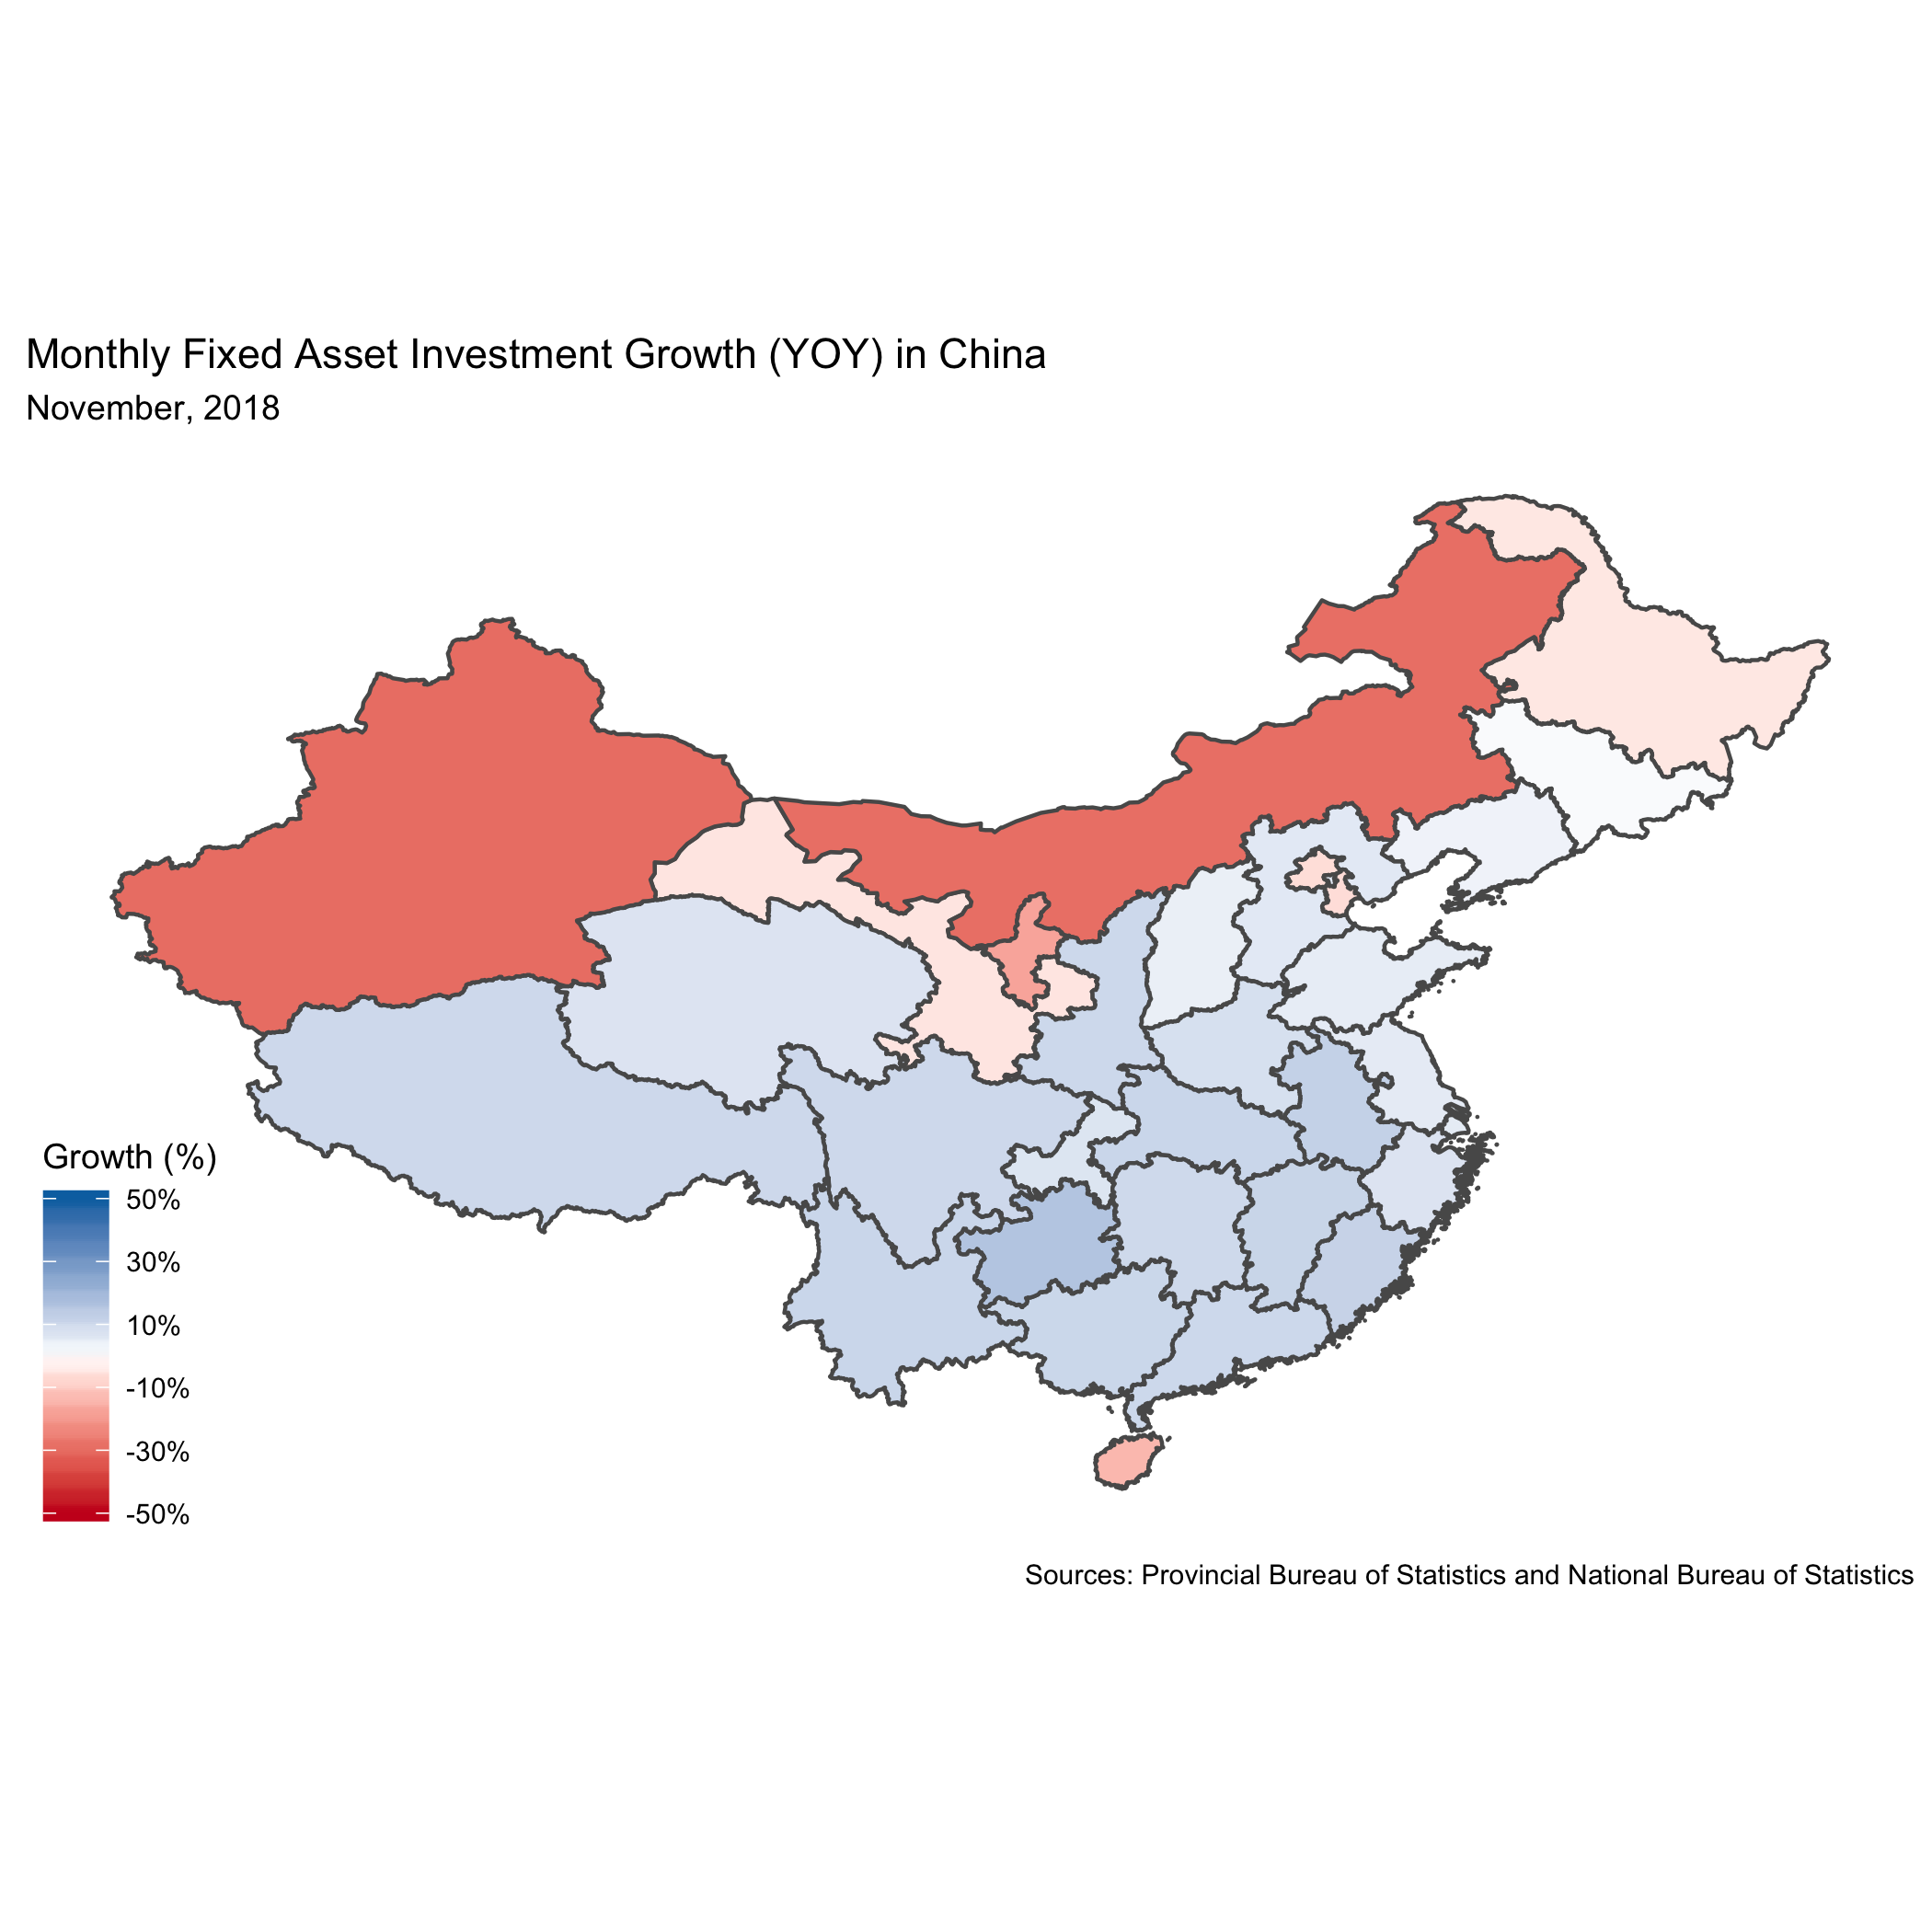 Monthly Fixed Asset Investment Growth (YOY) in China
November, 2018
Growth (%)
50%
30%
10%
-10%
-30%
-50%
Sources: Provincial Bureau of Statistics and National Bureau of Statistics